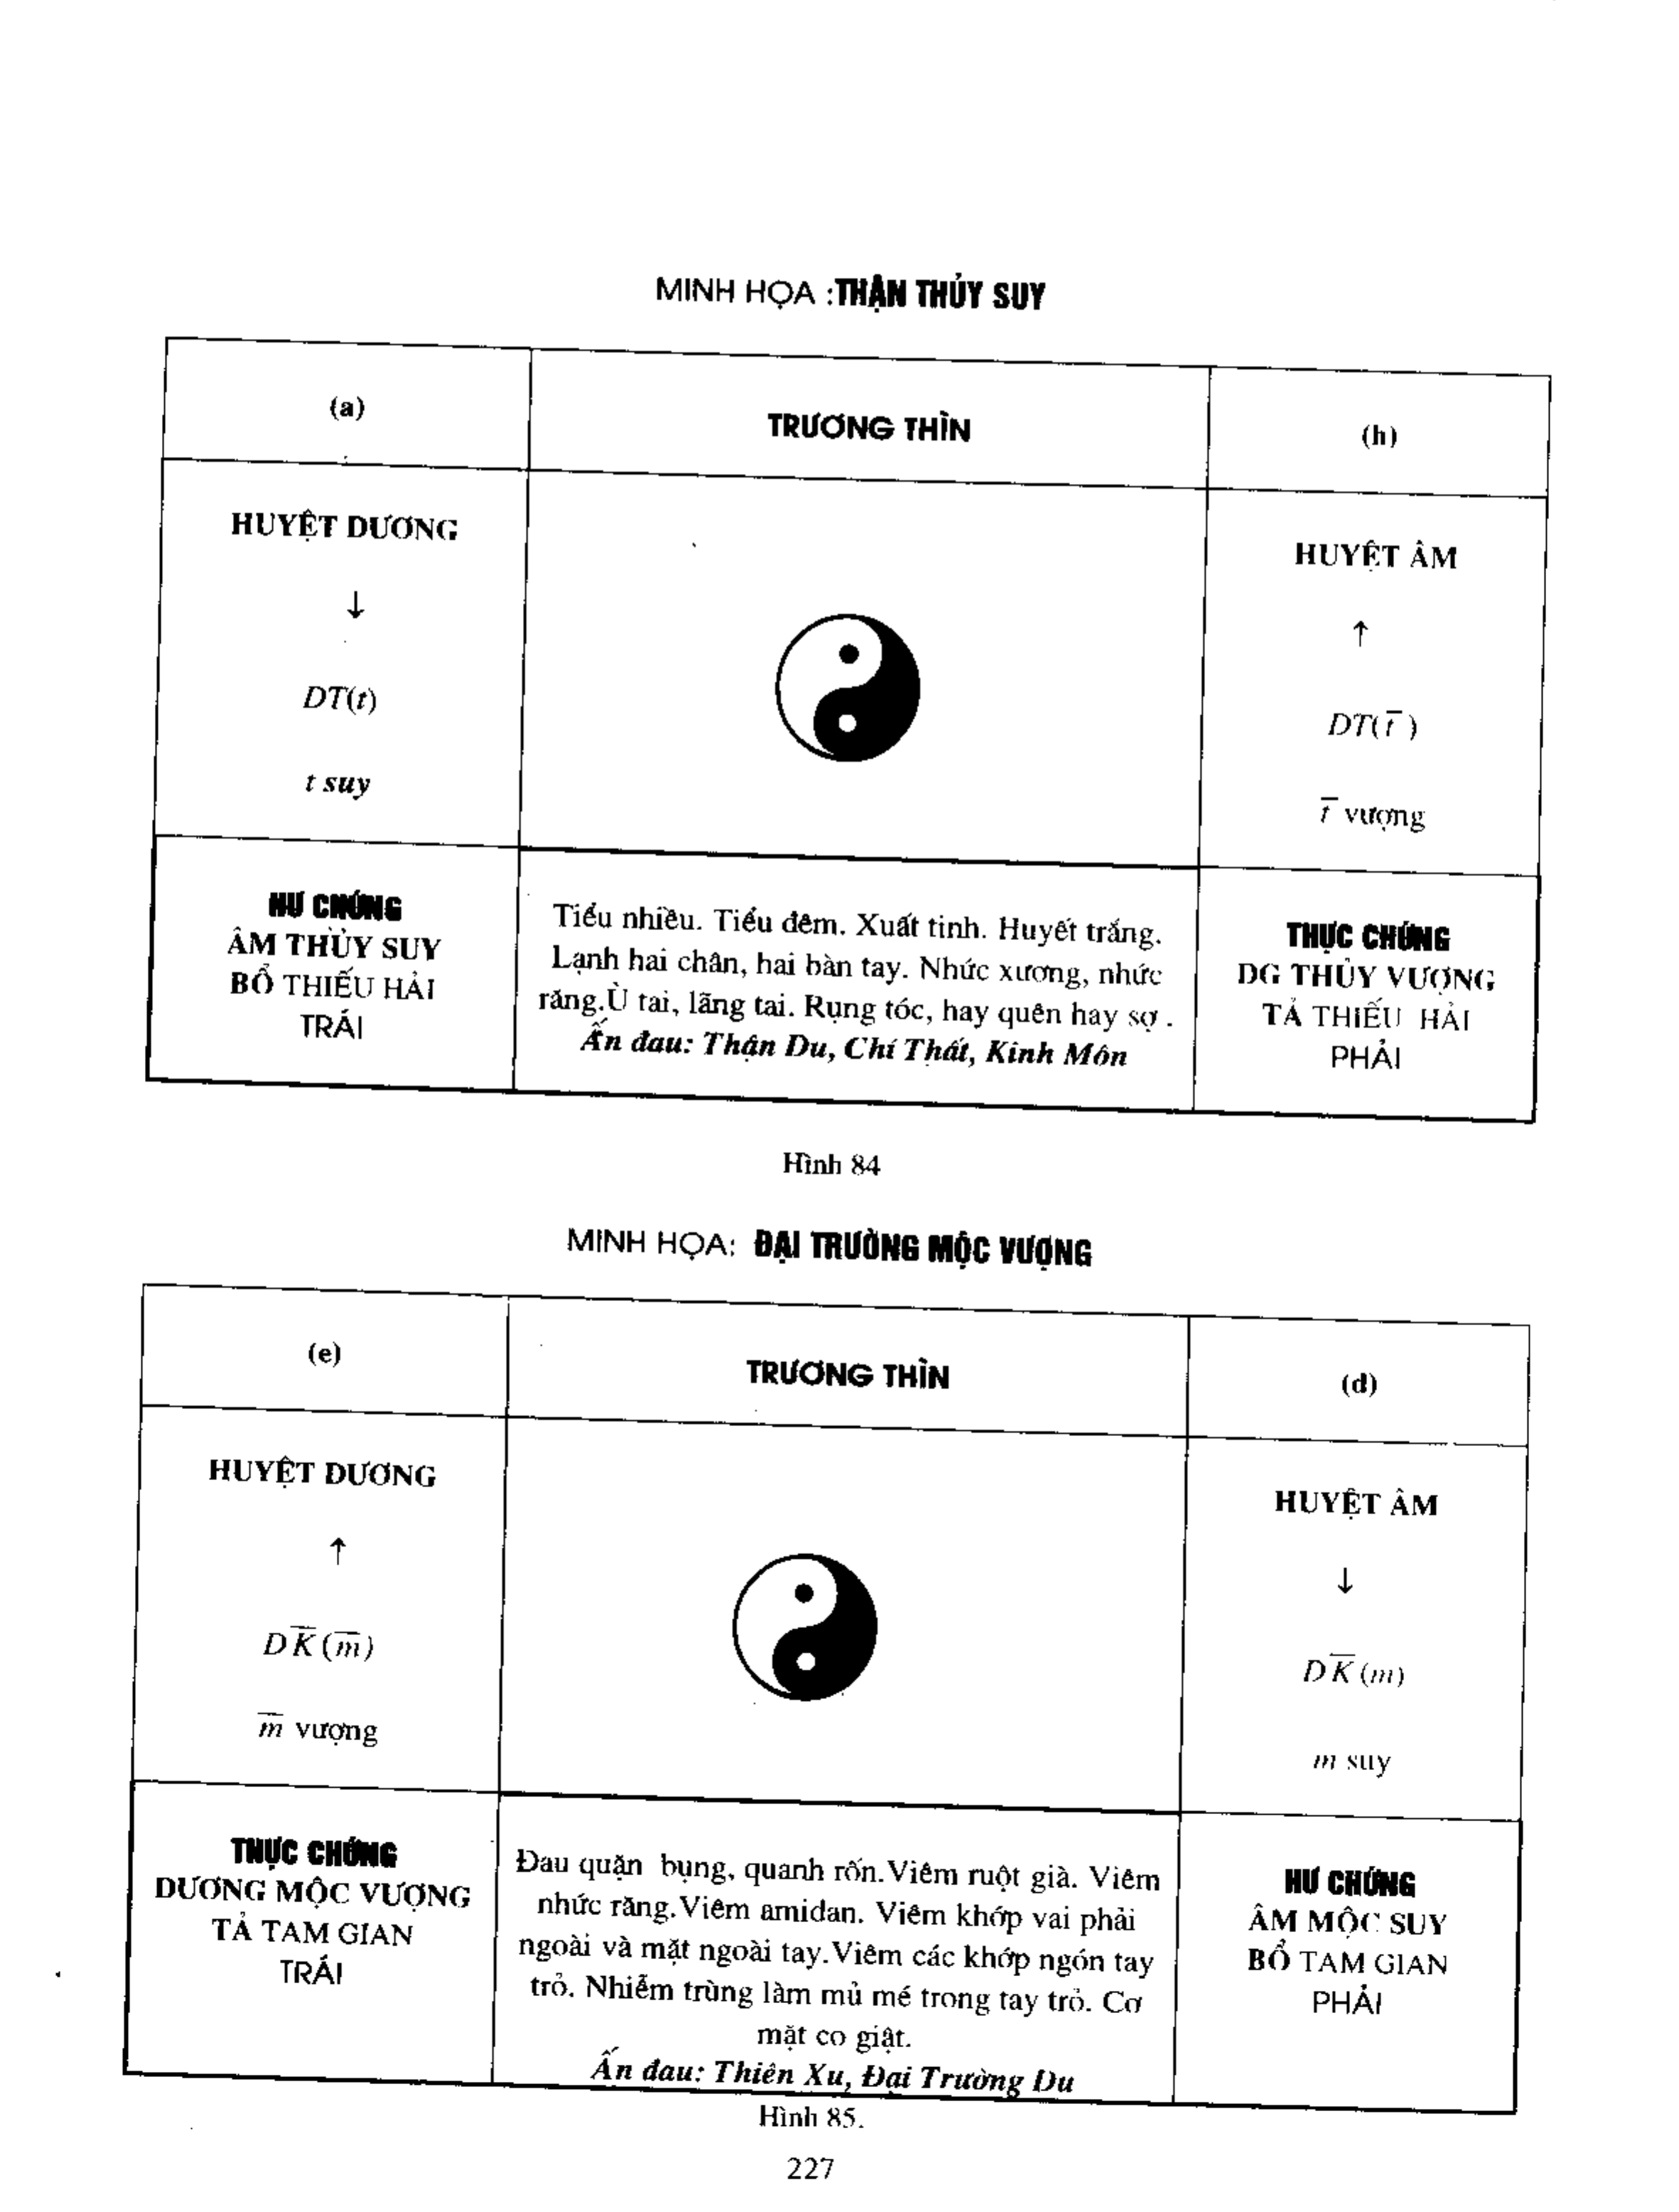 MINH HỌA :THẬN THỦY SUY
(a)
TRƯƠNG THÌN
(h)
HUYỆT DƯƠNG
↓
DT(t)
t suy
HUYỆT ÂM
↑
DT(t̅)
t̅ vượng
HƯ CHỨNG
ÂM THỦY SUY
BỔ THIẾU HẢI
TRÁI
Tiểu nhiều. Tiểu đêm. Xuất tinh. Huyết trắng.
Lạnh hai chân, hai bàn tay. Nhức xương, nhức
răng.Ù tai, lãng tai. Rụng tóc, hay quên hay sợ .
Ấn đau: Thận Du, Chí Thất, Kinh Môn
THỰC CHỨNG
DG THỦY VƯỢNG
TẢ THIẾU HẢI
PHẢI
Hình 84
MINH HỌA: ĐẠI TRƯỜNG MỘC VƯỢNG
(e)
TRƯƠNG THÌN
(d)
HUYỆT DƯƠNG
↑
DK̅(m̅)
m̅ vượng
HUYỆT ÂM
↓
DK̅(m)
m suy
THỰC CHỨNG
DƯƠNG MỘC VƯỢNG
TẢ TAM GIAN
TRÁI
Đau quặn bụng, quanh rốn.Viêm ruột già. Viêm
nhức răng.Viêm amidan. Viêm khớp vai phải
ngoài và mặt ngoài tay.Viêm các khớp ngón tay
trỏ. Nhiễm trùng làm mủ mé trong tay trỏ. Cơ
mặt co giật.
Ấn đau: Thiên Xu, Đại Trường Du
HƯ CHỨNG
ÂM MỘC SUY
BỔ TAM GIAN
PHẢI
Hình 85.
227